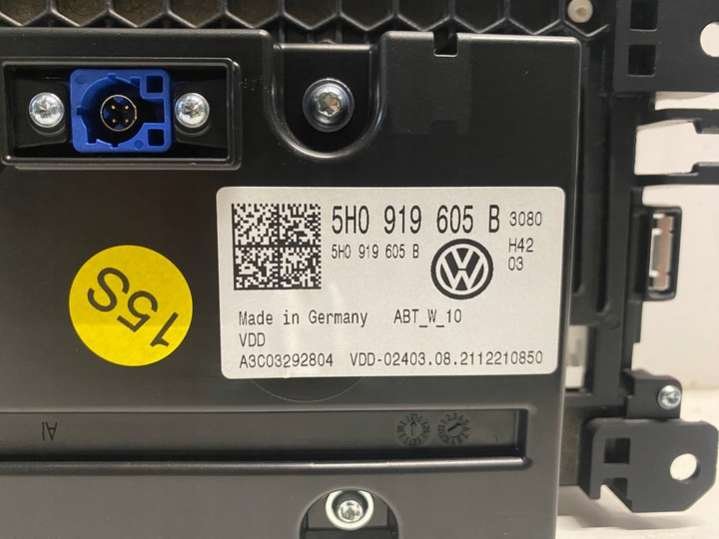 5H0 919 605 B 3080
5H0 919 605 B H42
03
Made in Germany ABT_W_10
VDD
A3C03292804 VDD-02403.08.2112210850
15S